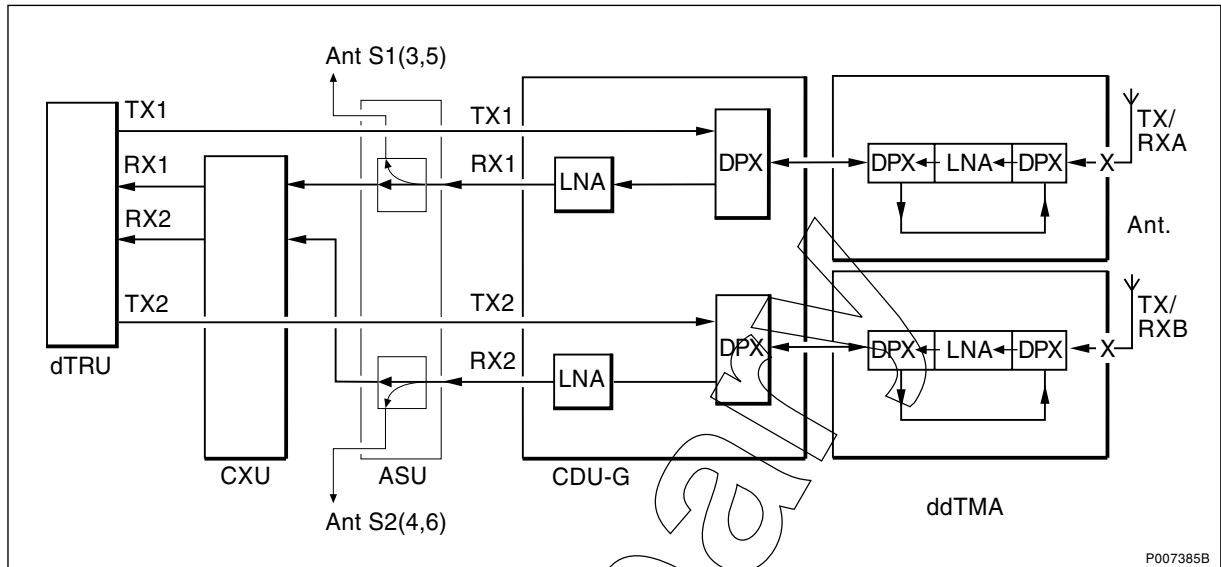 Ant S1(3,5)
TX1
TX1
RX1
RX1
RX2
TX2
TX2
RX2
LNA
LNA
DPX
DPX
DPX
LNA
DPX
DPX
LNA
DPX
X
X
TX/
RXA
Ant.
TX/
RXB
dTRU
CXU
ASU
CDU-G
ddTMA
Ant S2(4,6)
P007385B